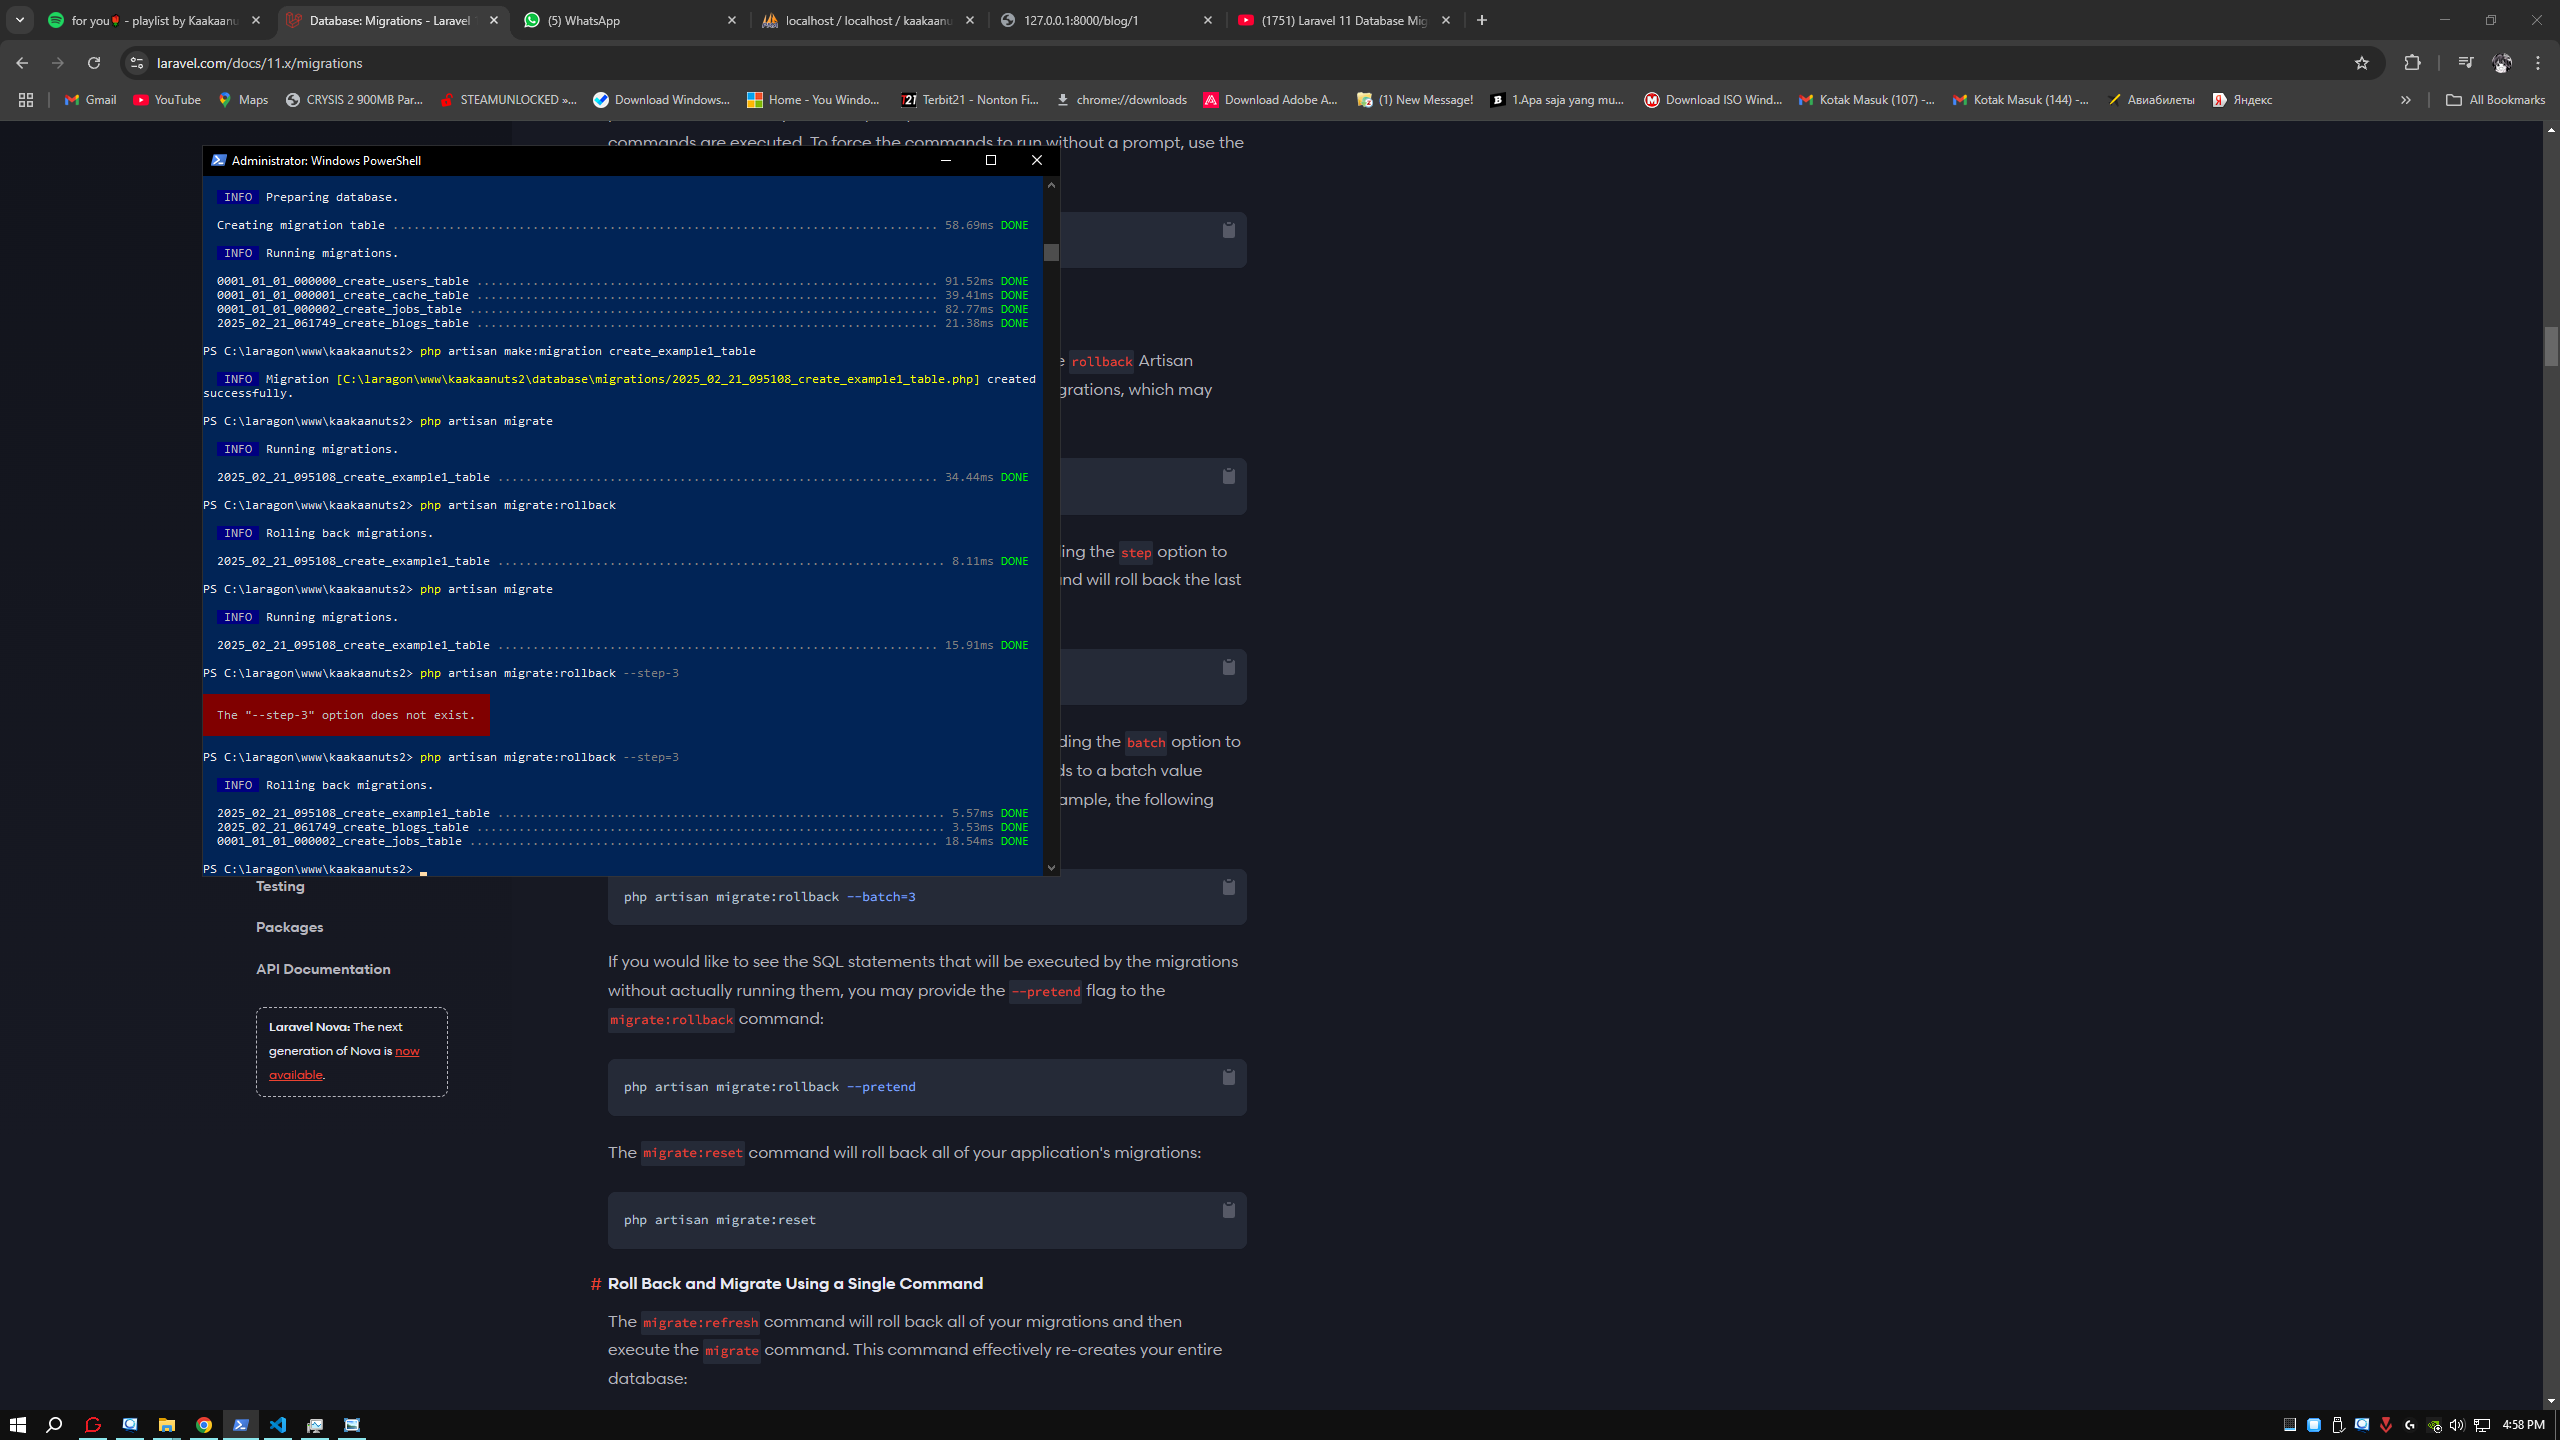 for you🌹 - playlist by Kaakaanu
Database: Migrations - Laravel
(5) WhatsApp
localhost / localhost / kaakaanu
127.0.0.1:8000/blog/1
(1751) Laravel 11 Database Mig
laravel.com/docs/11.x/migrations
Gmail
YouTube
Maps
CRYSIS 2 900MB Par...
STEAMUNLOCKED »...
Download Windows...
Home - You Windo...
Terbit21 - Nonton Fi...
chrome://downloads
Download Adobe A...
(1) New Message!
1.Apa saja yang mu...
Download ISO Wind...
Kotak Masuk (107) -...
Kotak Masuk (144) -...
Авиабилеты
Яндекс
All Bookmarks
commands are executed. To force the commands to run without a prompt, use the
Administrator: Windows PowerShell
INFO Preparing database.
Creating migration table .............................................................................. 58.69ms DONE
INFO Running migrations.
0001_01_01_000000_create_users_table .................................................................. 91.52ms DONE
0001_01_01_000001_create_cache_table .................................................................. 39.41ms DONE
0001_01_01_000002_create_jobs_table ................................................................... 82.77ms DONE
2025_02_21_061749_create_blogs_table .................................................................. 21.38ms DONE
PS C:\laragon\www\kaakaanuts2> php artisan make:migration create_example1_table
INFO Migration [C:\laragon\www\kaakaanuts2\database\migrations/2025_02_21_095108_create_example1_table.php] created
successfully.
PS C:\laragon\www\kaakaanuts2> php artisan migrate
INFO Running migrations.
2025_02_21_095108_create_example1_table ............................................................... 34.44ms DONE
PS C:\laragon\www\kaakaanuts2> php artisan migrate:rollback
INFO Rolling back migrations.
2025_02_21_095108_create_example1_table ................................................................ 8.11ms DONE
PS C:\laragon\www\kaakaanuts2> php artisan migrate
INFO Running migrations.
2025_02_21_095108_create_example1_table ............................................................... 15.91ms DONE
PS C:\laragon\www\kaakaanuts2> php artisan migrate:rollback --step-3
The "--step-3" option does not exist.
PS C:\laragon\www\kaakaanuts2> php artisan migrate:rollback --step=3
INFO Rolling back migrations.
2025_02_21_095108_create_example1_table ................................................................ 5.57ms DONE
2025_02_21_061749_create_blogs_table ................................................................... 3.53ms DONE
0001_01_01_000002_create_jobs_table ................................................................... 18.54ms DONE
PS C:\laragon\www\kaakaanuts2>
rollback Artisan
grations, which may
ing the step option to
nd will roll back the last
ding the batch option to
ds to a batch value
ample, the following
Testing
Packages
API Documentation
Laravel Nova: The next
generation of Nova is now
available.
php artisan migrate:rollback --batch=3
If you would like to see the SQL statements that will be executed by the migrations
without actually running them, you may provide the --pretend flag to the
migrate:rollback command:
php artisan migrate:rollback --pretend
The migrate:reset command will roll back all of your application's migrations:
php artisan migrate:reset
# Roll Back and Migrate Using a Single Command
The migrate:refresh command will roll back all of your migrations and then
execute the migrate command. This command effectively re-creates your entire
database:
4:58 PM